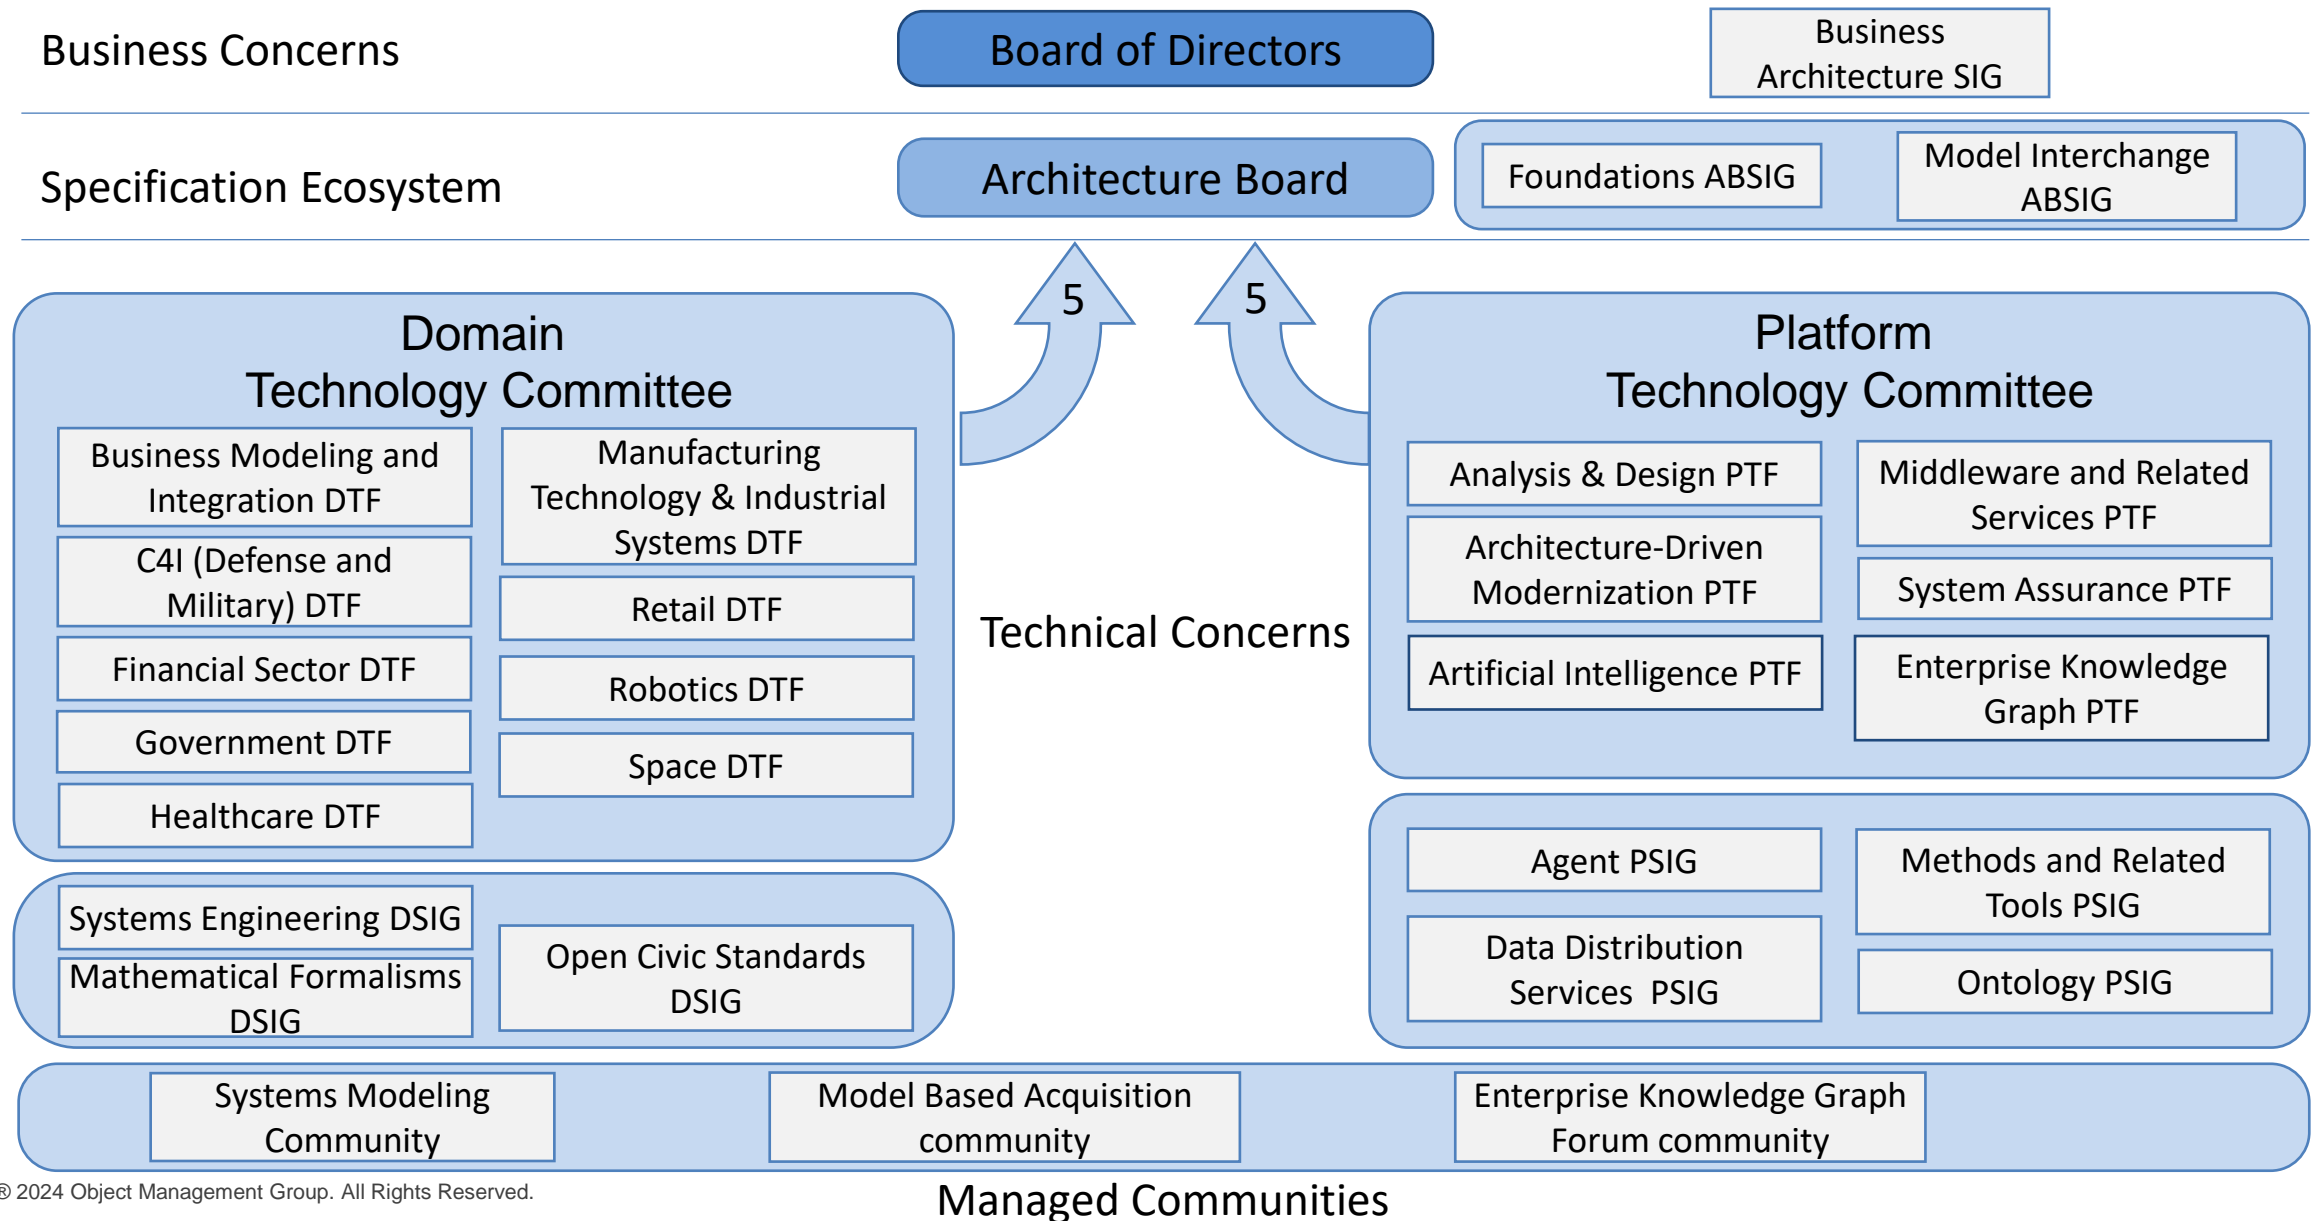 Business Concerns
Board of Directors
Business
Architecture SIG
Specification Ecosystem
Architecture Board
Foundations ABSIG
Model Interchange
ABSIG
5
5
Domain
Technology Committee
Business Modeling and
Integration DTF
C4I (Defense and
Military) DTF
Financial Sector DTF
Government DTF
Healthcare DTF
Manufacturing
Technology & Industrial
Systems DTF
Retail DTF
Robotics DTF
Space DTF
Technical Concerns
Platform
Technology Committee
Analysis & Design PTF
Architecture-Driven
Modernization PTF
Artificial Intelligence PTF
Middleware and Related
Services PTF
System Assurance PTF
Enterprise Knowledge
Graph PTF
Systems Engineering DSIG
Mathematical Formalisms
DSIG
Open Civic Standards
DSIG
Agent PSIG
Data Distribution
Services  PSIG
Methods and Related
Tools PSIG
Ontology PSIG
Systems Modeling
Community
Model Based Acquisition
community
Enterprise Knowledge Graph
Forum community
® 2024 Object Management Group. All Rights Reserved.
Managed Communities